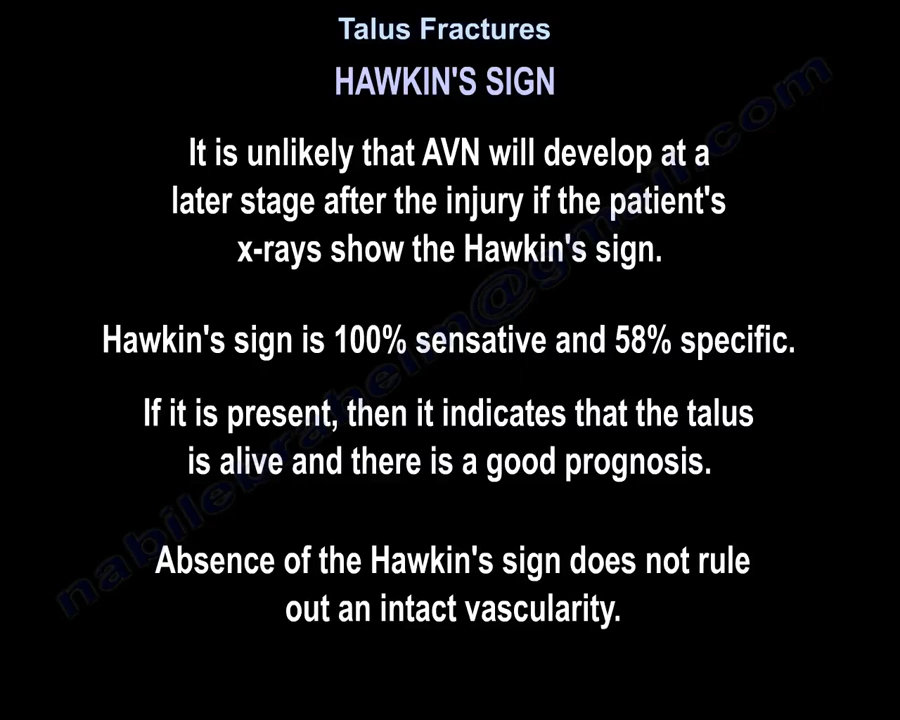 Talus Fractures
HAWKIN'S SIGN
It is unlikely that AVN will develop at a
later stage after the injury if the patient's
x-rays show the Hawkin's sign.
Hawkin's sign is 100% sensative and 58% specific.
If it is present, then it indicates that the talus
is alive and there is a good prognosis.
Absence of the Hawkin's sign does not rule
out an intact vascularity.